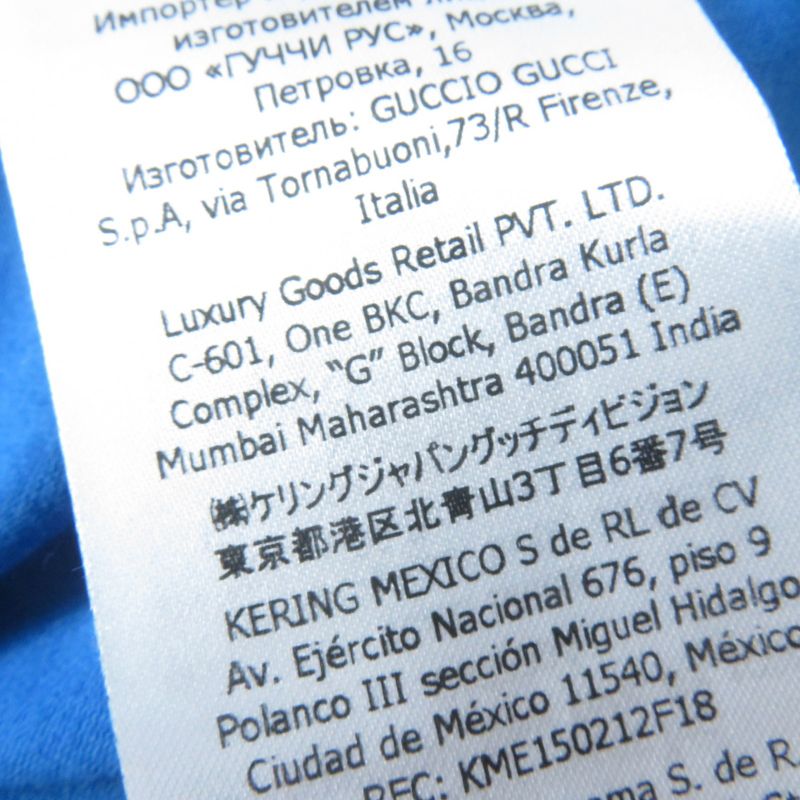 Импортер
изготовителем
ООО «ГУЧЧИ РУС», Москва,
Петровка, 16
Изготовитель: GUCCIO GUCCI
S.p.A, via Tornabuoni,73/R Firenze,
Italia
Luxury Goods Retail PVT. LTD.
C-601, One BKC, Bandra Kurla
Complex, “G” Block, Bandra (E)
Mumbai Maharashtra 400051 India
㈱ケリングジャパングッチディビジョン
東京都港区北青山3丁目6番7号
KERING MEXICO S de RL de CV
Av. Ejército Nacional 676, piso 9
Polanco III sección Miguel Hidalgo
Ciudad de México 11540, México
RFC: KME150212F18
S. de R.